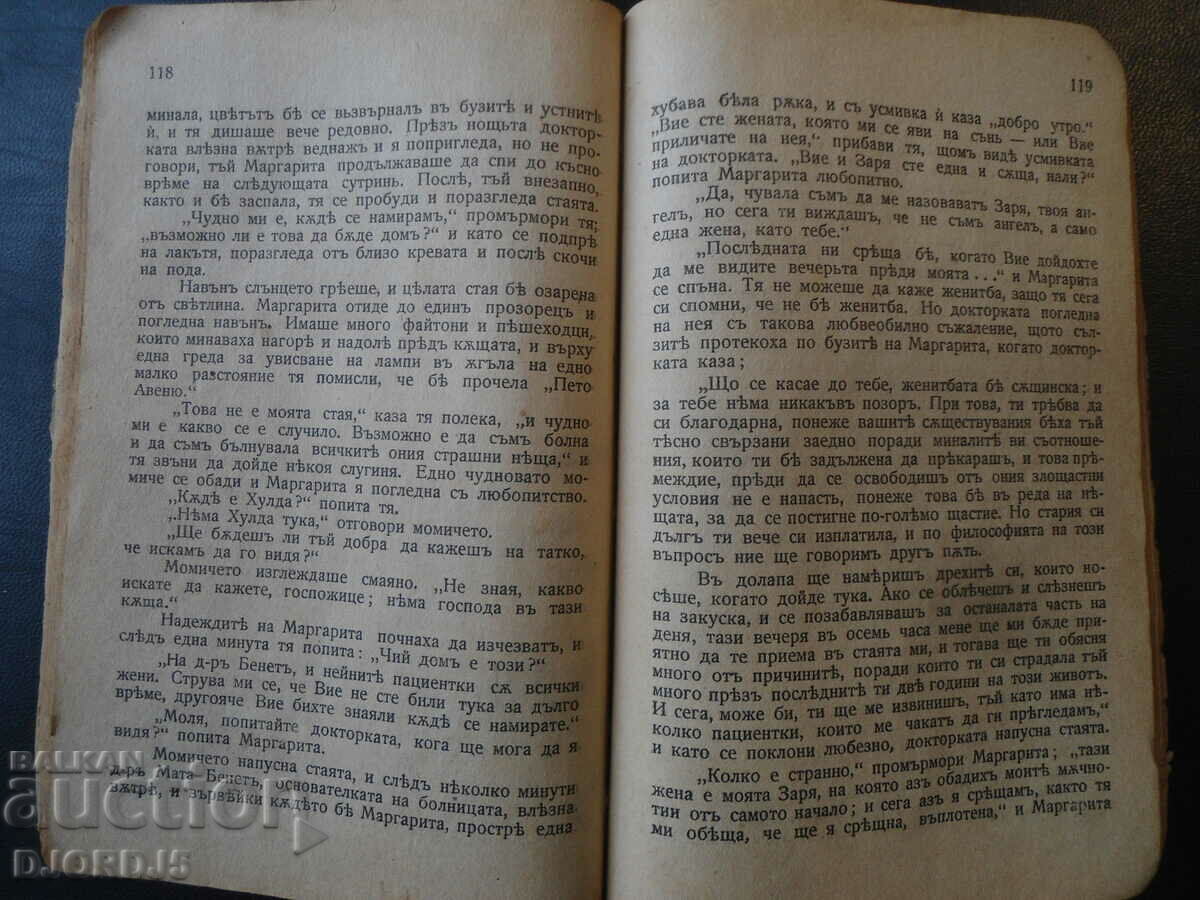 118
минала, цвѣтътъ бѣ се възвърналъ въ бузитѣ и устнитѣ
ѝ, и тя дишаше вече редовно. Прѣзъ нощьта доктор-
ката влѣзна вѫтрѣ веднажъ и я попригледа, но не про-
говори, тъй Маргарита продължаваше да спи до късно
врѣме на слѣдующата сутринь. Послѣ, тъй внезапно,
както и бѣ заспала, тя се пробуди и поразгледа стаята.
„Чудно ми е, кѫдѣ се намирамъ,“ промърмори тя;
„възможно ли е това да бѫде домъ?“ и като се подпрѣ
на лакътя, поразгледа отъ близо кревата и послѣ скочи
на пода.
Навънъ слънцето грѣеше, и цѣлата стая бѣ озарена
отъ свѣтлина. Маргарита отиде до единъ прозорецъ и
погледна навънъ. Имаше много файтони и пѣшеходци,
които минаваха нагорѣ и надолѣ прѣдъ кѫщата, и върху
една греда за увисване на лампи въ ѫгъла на едно
малко разстояние тя помисли, че бѣ прочела „Пето
Авеню.“
„Това не е моята стая,“ каза тя полека, „и чудно
ми е какво се е случило. Възможно е да съмъ болна
и да съмъ бълнувала всичкитѣ ония страшни нѣща,“ и
тя звъни да дойде нѣкоя слугиня. Едно чудновато мо-
миче се обади и Маргарита я погледна съ любопитство.
„Кѫдѣ е Хулда?“ попита тя.
„Нѣма Хулда тука,“ отговори момичето.
„Ще бѫдешъ ли тъй добра да кажешъ на татко,
че искамъ да го видя?“
Момичето изглеждаше смаяно. „Не зная, какво
искате да кажете, госпожице; нѣма господа въ тази
кѫща.“
Надеждитѣ на Маргарита почнаха да изчезватъ, и
слѣдъ една минута тя попита: „Чий домъ е този?“
„На д-ръ Бенетъ, и нейнитѣ пациентки сѫ всички
жени. Струва ми се, че Вие не сте били тука за дълго
врѣме, другояче Вие бихте знаяли кѫдѣ се намирате.“
„Моля, попитайте докторката, кога ще мога да я
видя?“ попита Маргарита.
Момичето напусна стаята, и слѣдъ нѣколко минути
д-ръ Мата Бенетъ, основателката на болницата, влѣзна
вѫтрѣ, и зървѣйки кѫдѣто бѣ Маргарита, прострѣ една
119
хубава бѣла рѫка, и съ усмивка ѝ каза „добро утро.“
„Вие сте жената, която ми се яви на сънь — или Вие
приличате на нея,“ прибави тя, щомъ видѣ усмивката
на докторката. „Вие и Заря сте една и сѫща, нали?“
попита Маргарита любопитно.
„Да, чувала съмъ да ме назоваватъ Заря, твоя ан-
гелъ, но сега ти виждашъ, че не съмъ ангелъ, а само
една жена, като тебе.“
„Послѣдната ни срѣща бѣ, когато Вие дойдохте
да ме видите вечерьта прѣди моята . . .“ и Маргарита
се спъна. Тя не можеше да каже женитба, защо тя сега
си спомни, че не бѣ женитба. Но докторката погледна
на нея съ такова любвеобилно съжаление, щото съл-
зитѣ протекоха по бузитѣ на Маргарита, когато доктор-
ката каза ;
„Що се касае до тебе, женитбата бѣ сѫщинска ; и
за тебе нѣма никакъвъ позоръ. При това, ти трѣбва да
си благодарна, понеже вашитѣ сѫществувания бѣха тъй
тѣсно свързани заедно поради миналитѣ ви съотноше-
ния, които ти бѣ задължена да прѣкарашъ, и това прѣ-
междие, прѣди да се освободишъ отъ ония злощастни
условия не е напасть, понеже това бѣ въ реда на нѣ-
щата, за да се постигне по-голѣмо щастие. Но стария си
дългъ ти вече си изплатила, и по философията на този
въпросъ ние ще говоримъ другъ пѫть.
Въ долапа ще намѣришъ дрехитѣ си, които но-
сѣше, когато дойде тука. Ако се облѣчешъ и слѣзнешъ
на закуска, и се позабавлявашъ за останалата часть на
деня, тази вечеря въ осемь часа мене ще ми бѫде при-
ятно да те приема въ стаята ми, и тогава ще ти обясня
много отъ причинитѣ, поради които ти си страдала тъй
много прѣзъ послѣднитѣ ти двѣ години на този животъ.
И сега, може би, ти ще ме извинишъ, тъй като има нѣ-
колко пациентки, които ме чакатъ да ги прѣгледамъ,“
и като се поклони любезно, докторката напусна стаята.
„Колко е странно,“ промърмори Маргарита ; „тази
жена е моята Заря, на която азъ обадихъ моитѣ мѫчно-
тии отъ самото начало ; и сега азъ я срѣщамъ, както тя
ми обѣща, че ще я срѣщна, въплотена,“ и Маргарита
BALKAN
auction
DJORDJ5